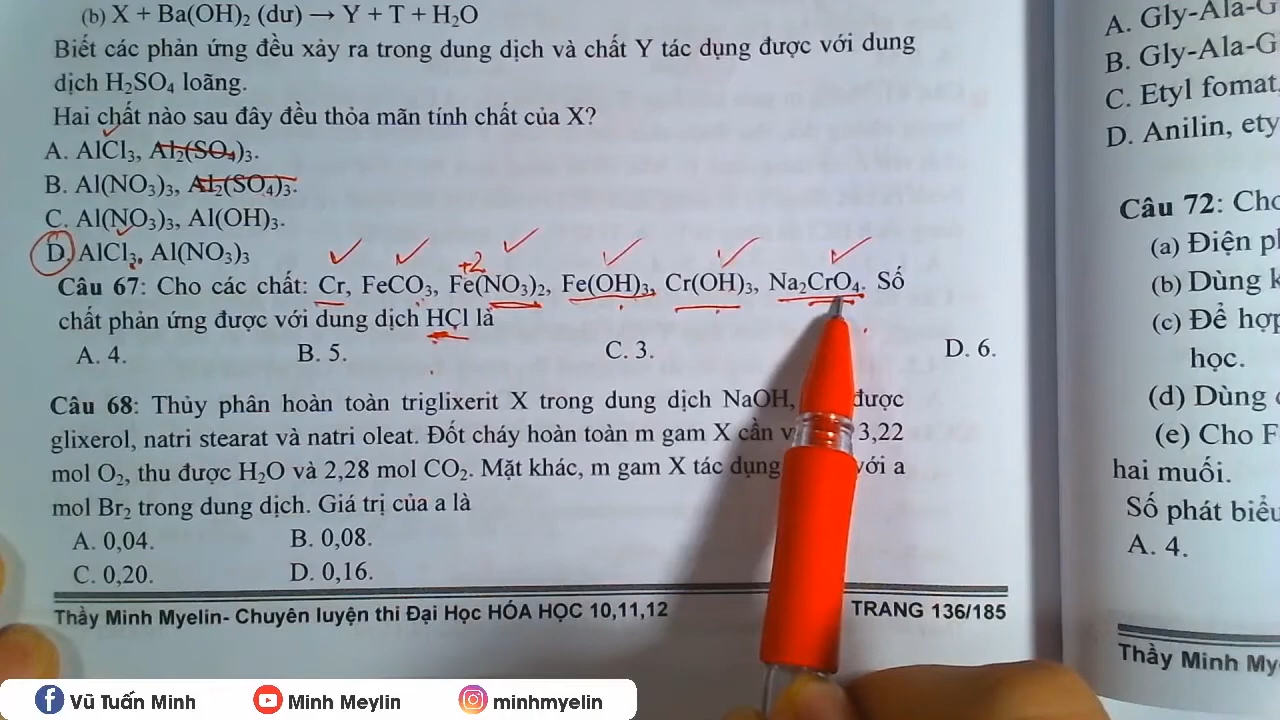 (b) X + Ba(OH)₂ (dư) → Y + T + H₂O
Biết các phản ứng đều xảy ra trong dung dịch và chất Y tác dụng được với dung
dịch H₂SO₄ loãng.
Hai chất nào sau đây đều thỏa mãn tính chất của X?
A. AlCl₃, Al₂(SO₄)₃.
B. Al(NO₃)₃, Al₂(SO₄)₃.
C. Al(NO₃)₃, Al(OH)₃.
D. AlCl₃, Al(NO₃)₃
+2
Câu 67: Cho các chất: Cr, FeCO₃, Fe(NO₃)₂, Fe(OH)₃, Cr(OH)₃, Na₂CrO₄. Số
chất phản ứng được với dung dịch HCl là
A. 4. B. 5. C. 3. D. 6.
Câu 68: Thủy phân hoàn toàn triglixerit X trong dung dịch NaOH, được
glixerol, natri stearat và natri oleat. Đốt cháy hoàn toàn m gam X cần 3,22
mol O₂, thu được H₂O và 2,28 mol CO₂. Mặt khác, m gam X tác dụng với a
mol Br₂ trong dung dịch. Giá trị của a là
A. 0,04. B. 0,08.
C. 0,20. D. 0,16.
Thầy Minh Myelin- Chuyên luyện thi Đại Học HÓA HỌC 10,11,12 TRANG 136/185
A. Gly-Ala-G
B. Gly-Ala-G
C. Etyl fomat,
D. Anilin, ety
Câu 72: Cho
(a) Điện
(b) Dùng
(c) Để
học.
(d) Dùng
(e) Cho F
hai muối.
Số phát biểu
A. 4.
Thầy Minh My
Vũ Tuấn Minh Minh Meylin minhmyelin